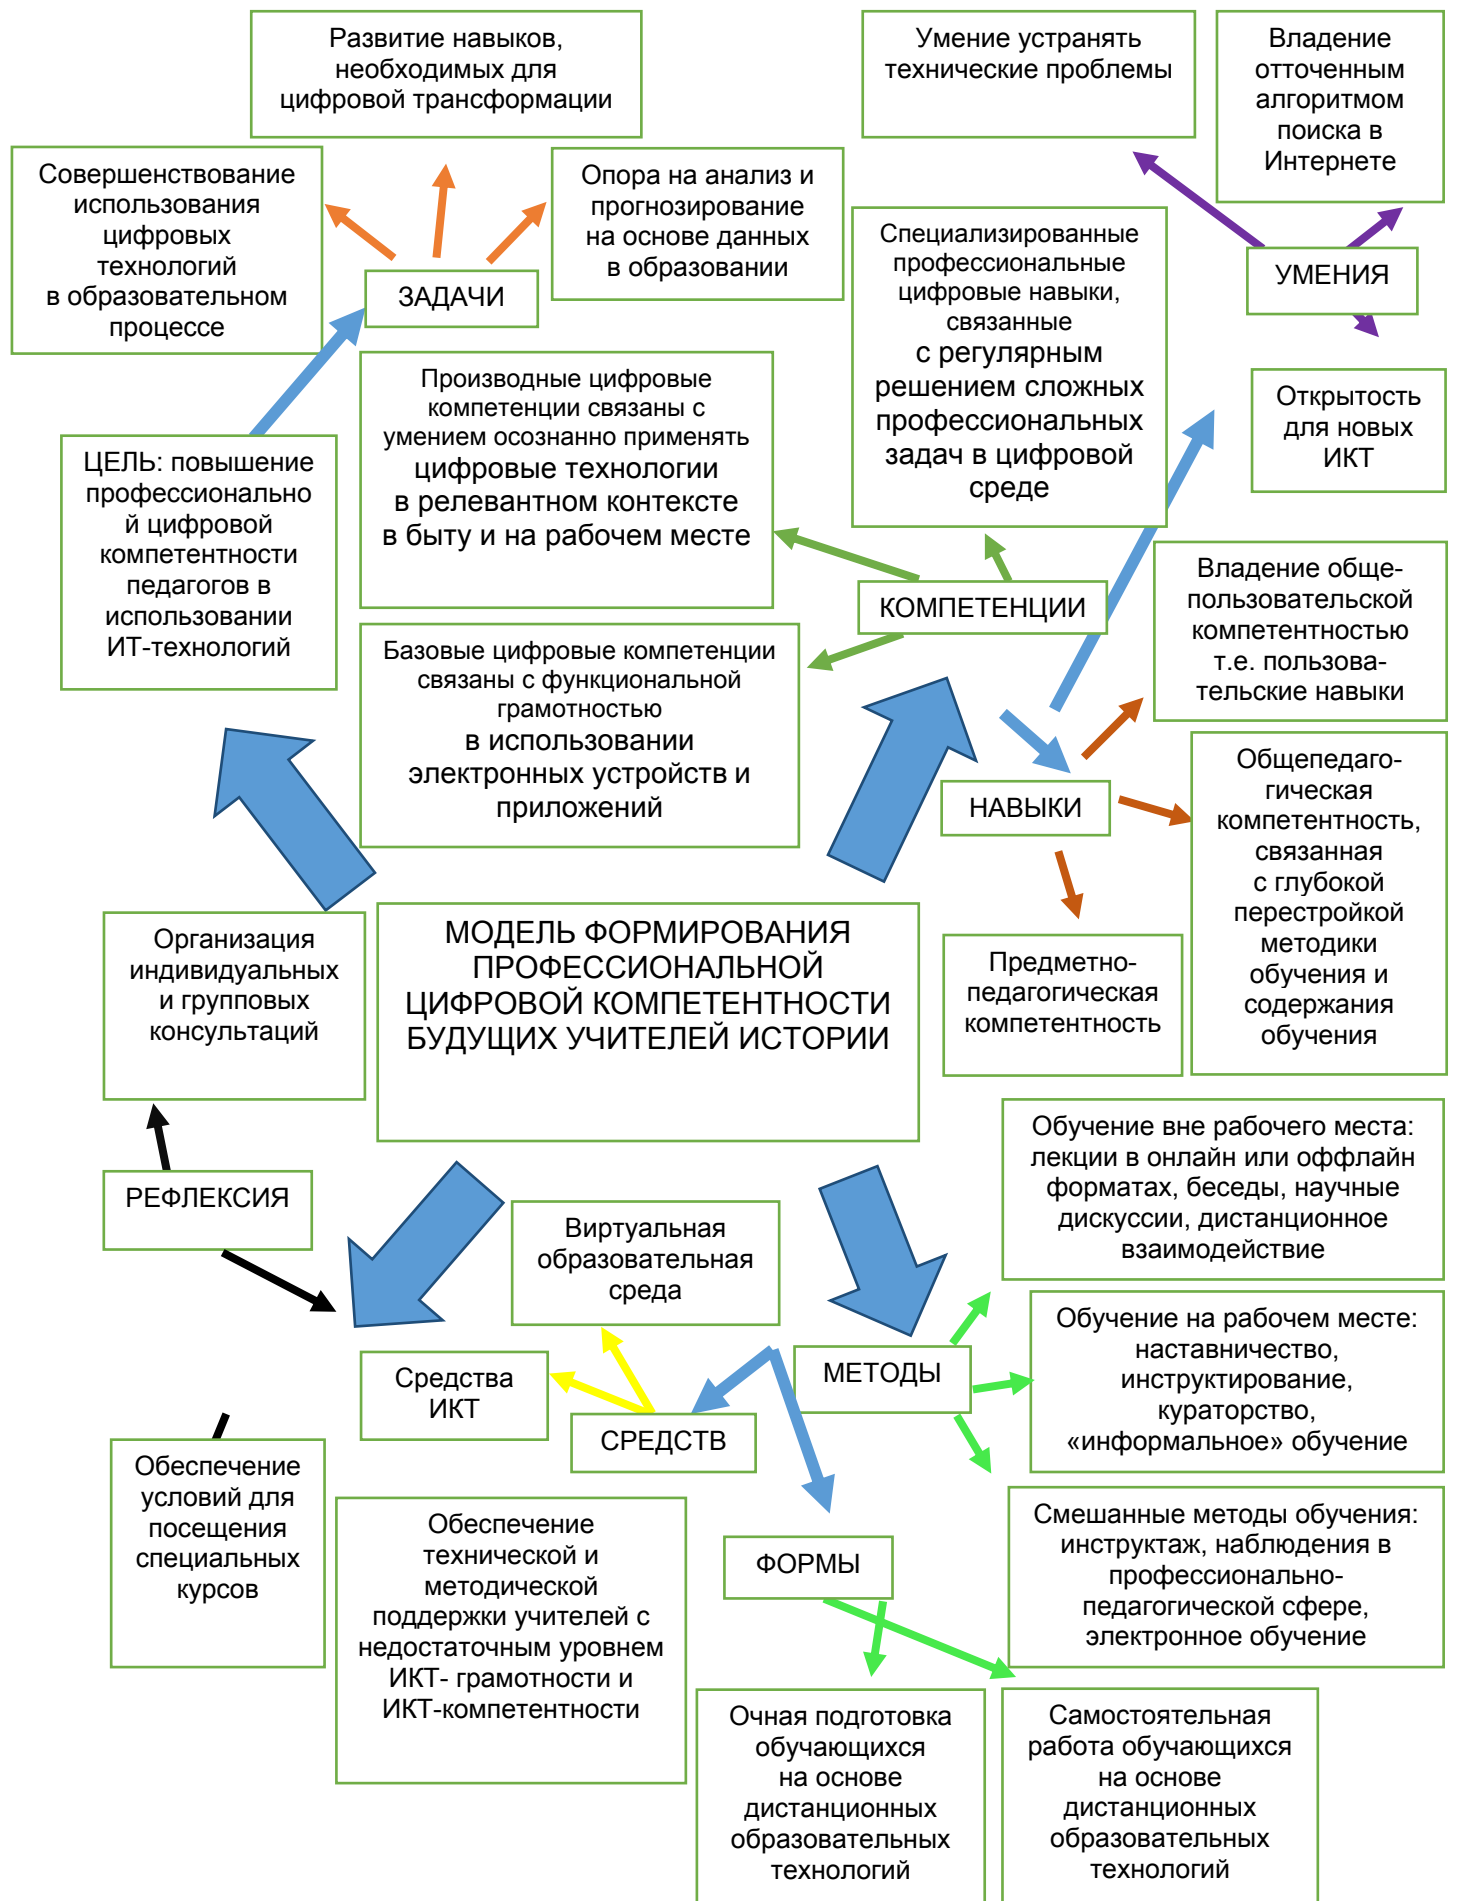 Развитие навыков,
необходимых для
цифровой трансформации
Умение устранять
технические проблемы
Владение
отточенным
алгоритмом
поиска в
Интернете
Совершенствование
использования
цифровых
технологий
в образовательном
процессе
Опора на анализ и
прогнозирование
на основе данных
в образовании
ЗАДАЧИ
Специализированные
профессиональные
цифровые навыки,
связанные
с регулярным
решением сложных
профессиональных
задач в цифровой
среде
УМЕНИЯ
Производные цифровые
компетенции связаны с
умением осознанно применять
цифровые технологии
в релевантном контексте
в быту и на рабочем месте
Открытость
для новых
ИКТ
ЦЕЛЬ: повышение
профессионально
й цифровой
компетентности
педагогов в
использовании
ИТ-технологий
КОМПЕТЕНЦИИ
Владение обще-
пользовательской
компетентностью
т.е. пользова-
тельские навыки
Базовые цифровые компетенции
связаны с функциональной
грамотностью
в использовании
электронных устройств и
приложений
НАВЫКИ
Общепедаго-
гическая
компетентность,
связанная
с глубокой
перестройкой
методики
обучения и
содержания
обучения
Организация
индивидуальных
и групповых
консультаций
МОДЕЛЬ ФОРМИРОВАНИЯ
ПРОФЕССИОНАЛЬНОЙ
ЦИФРОВОЙ КОМПЕТЕНТНОСТИ
БУДУЩИХ УЧИТЕЛЕЙ ИСТОРИИ
Предметно-
педагогическая
компетентность
Обучение вне рабочего места:
лекции в онлайн или оффлайн
форматах, беседы, научные
дискуссии, дистанционное
взаимодействие
РЕФЛЕКСИЯ
Виртуальная
образовательная
среда
Обучение на рабочем месте:
наставничество,
инструктирование,
кураторство,
«информальное» обучение
Средства
ИКТ
МЕТОДЫ
СРЕДСТВ
Обеспечение
условий для
посещения
специальных
курсов
Обеспечение
технической и
методической
поддержки учителей с
недостаточным уровнем
ИКТ- грамотности и
ИКТ-компетентности
ФОРМЫ
Смешанные методы обучения:
инструктаж, наблюдения в
профессионально-
педагогической сфере,
электронное обучение
Очная подготовка
обучающихся
на основе
дистанционных
образовательных
технологий
Самостоятельная
работа обучающихся
на основе
дистанционных
образовательных
технологий